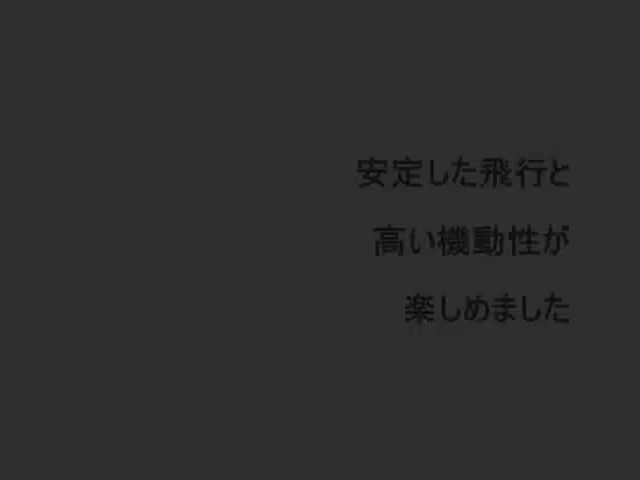 安定した飛行と
高い機動性が
楽しめました